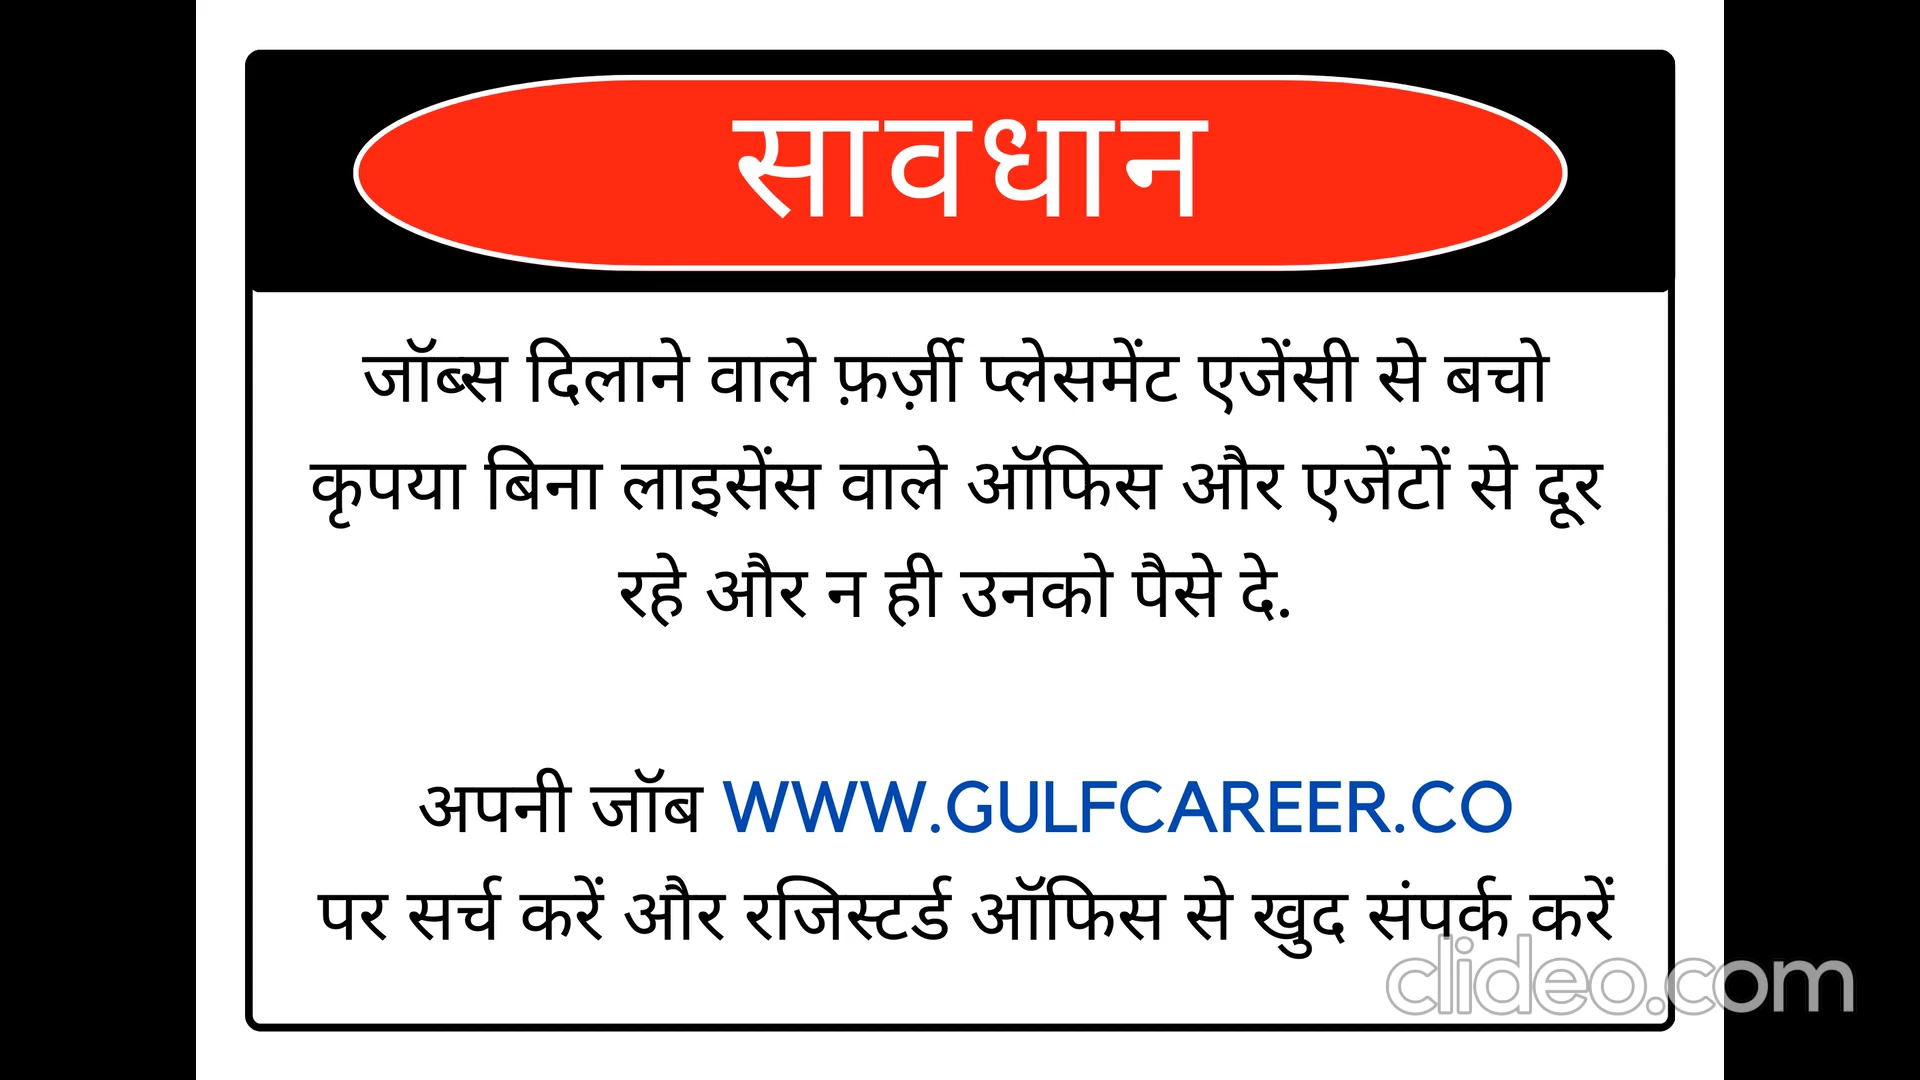 सावधान
जॉब्स दिलाने वाले फ़र्ज़ी प्लेसमेंट एजेंसी से बचो
कृपया बिना लाइसेंस वाले ऑफिस और एजेंटों से दूर
रहे और न ही उनको पैसे दे.
अपनी जॉब WWW.GULFCAREER.CO
पर सर्च करें और रजिस्टर्ड ऑफिस से खुद संपर्क करें
clideo.com